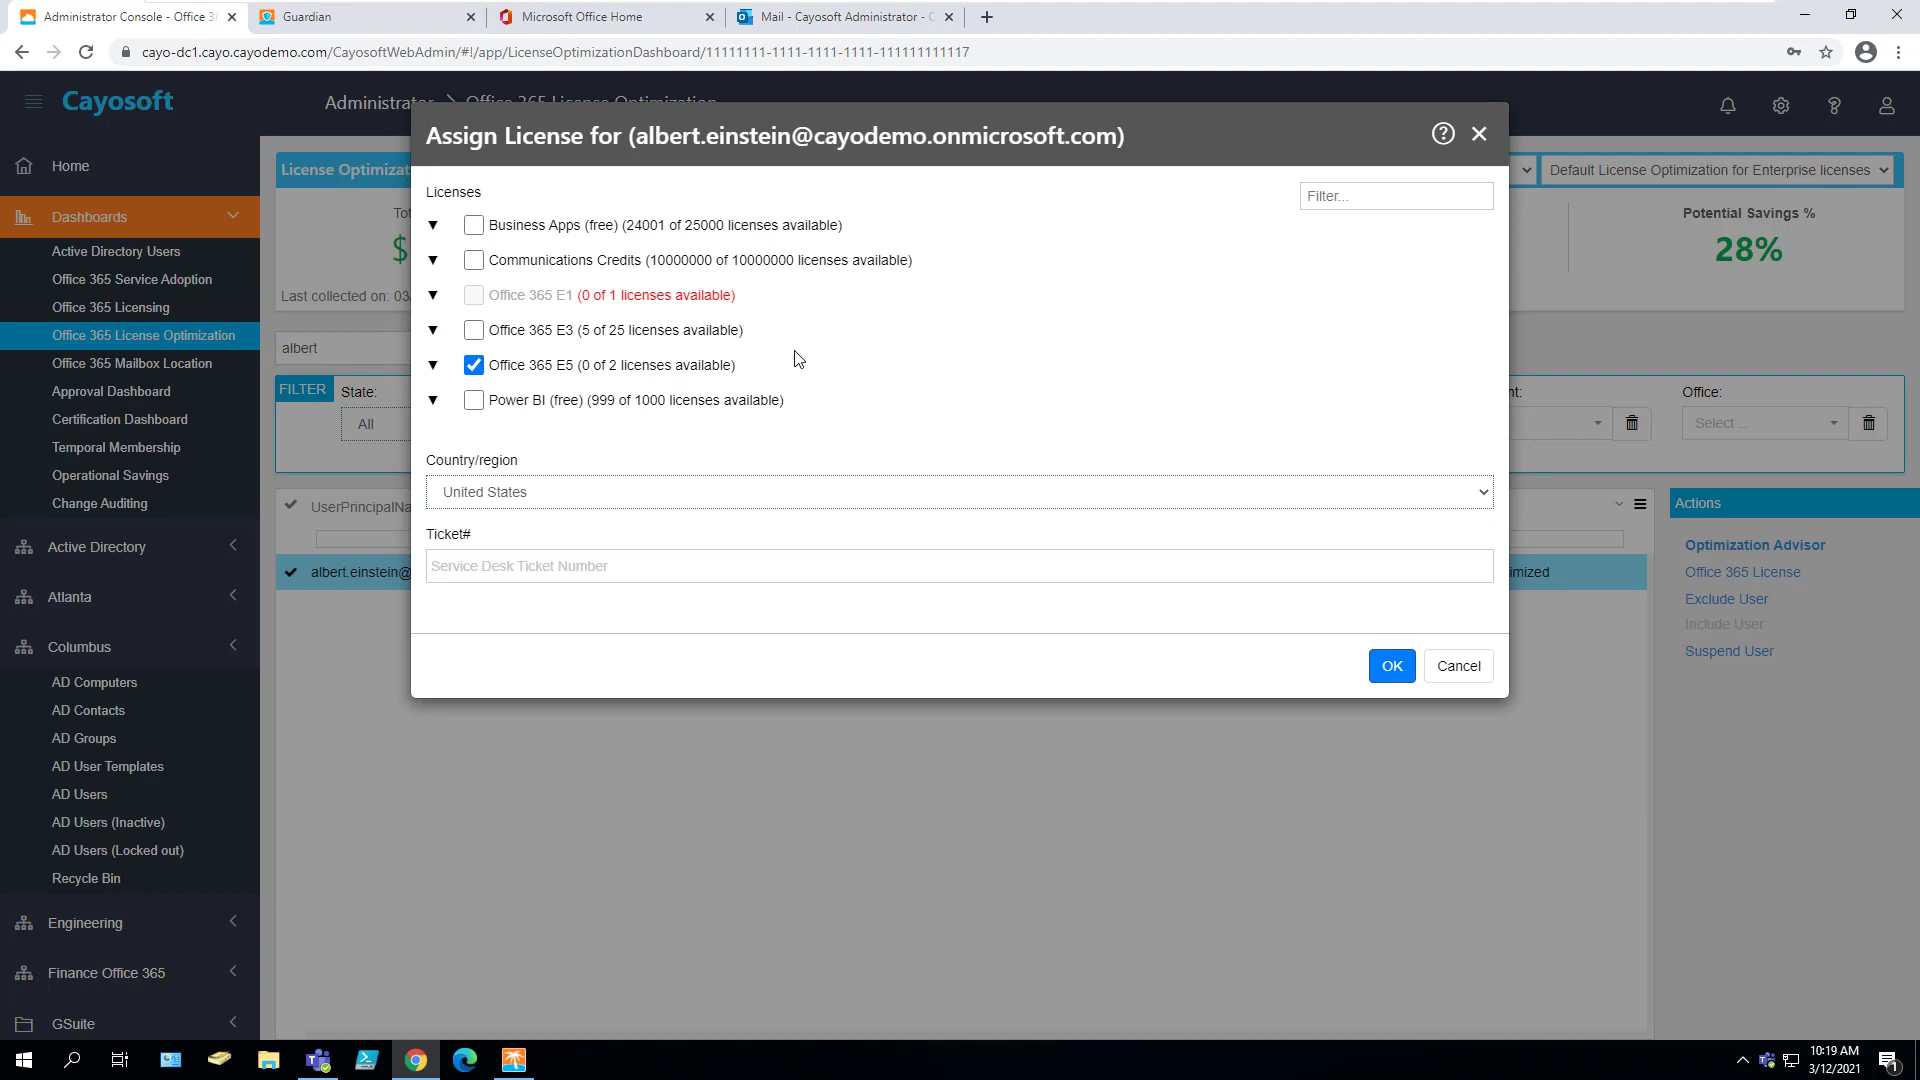 Administrator Console - Office 36
Guardian
Microsoft Office Home
Mail - Cayosoft Administrator - O
cayo-dc1.cayo.cayodemo.com/CayosoftWebAdmin/#!/app/LicenseOptimizationDashboard/11111111-1111-1111-1111-111111111117
Cayosoft
Administrator > Office 365 License Optimization
Assign License for (albert.einstein@cayodemo.onmicrosoft.com)
Home
Dashboards
Active Directory Users
Office 365 Service Adoption
Office 365 Licensing
Office 365 License Optimization
Office 365 Mailbox Location
Approval Dashboard
Certification Dashboard
Temporal Membership
Operational Savings
Change Auditing
Active Directory
Atlanta
Columbus
AD Computers
AD Contacts
AD Groups
AD User Templates
AD Users
AD Users (Inactive)
AD Users (Locked out)
Recycle Bin
Engineering
Finance Office 365
GSuite
License Optimizat
Default License Optimization for Enterprise licenses
Tot
$
Potential Savings %
28%
Last collected on: 03/
albert
FILTER
State:
All
nt:
Office:
Select ...
UserPrincipalNa
albert.einstein@
imized
Actions
Optimization Advisor
Office 365 License
Exclude User
Include User
Suspend User
Licenses
Filter...
Business Apps (free) (24001 of 25000 licenses available)
Communications Credits (10000000 of 10000000 licenses available)
Office 365 E1 (0 of 1 licenses available)
Office 365 E3 (5 of 25 licenses available)
Office 365 E5 (0 of 2 licenses available)
Power BI (free) (999 of 1000 licenses available)
Country/region
United States
Ticket#
Service Desk Ticket Number
OK
Cancel
10:19 AM
3/12/2021
1